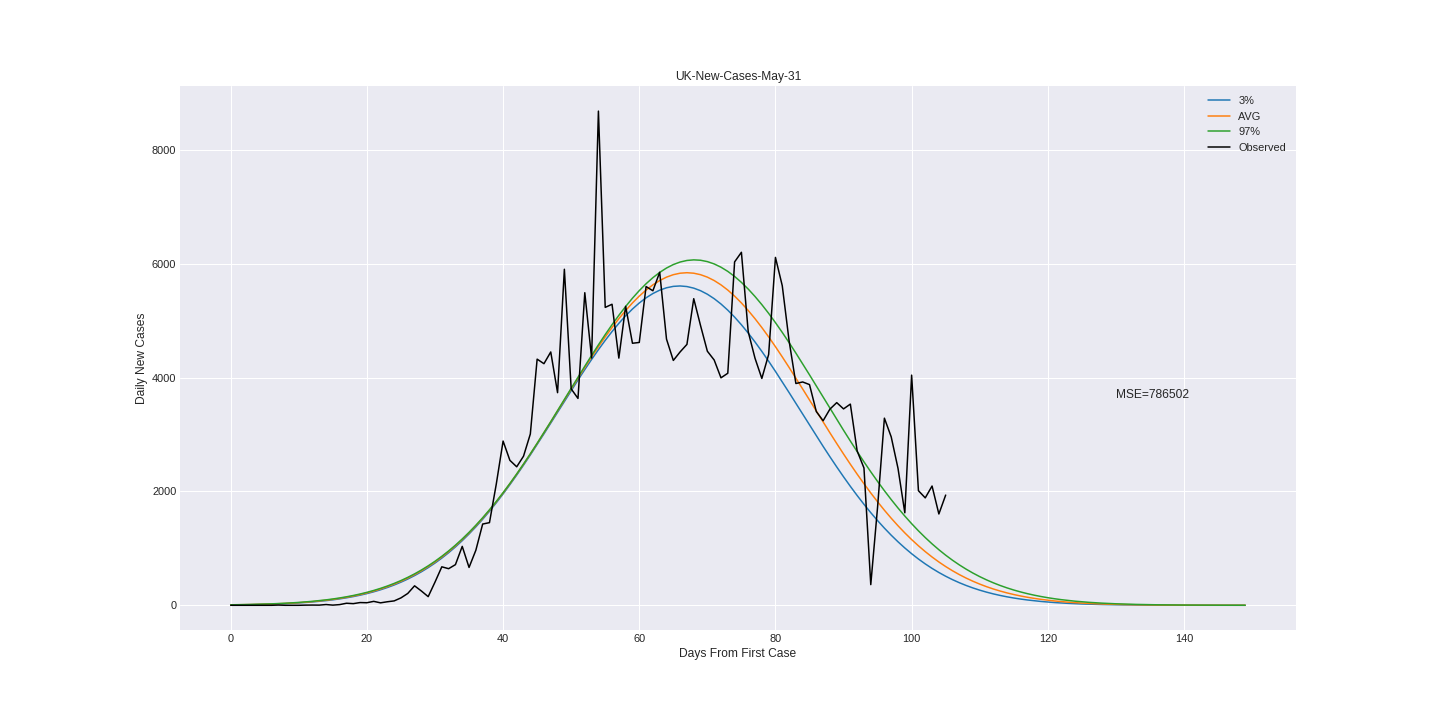 UK-New-Cases-May-31
3%
AVG
97%
Observed
8000
6000
4000
2000
0
Daily New Cases
MSE=786502
0 20 40 60 80 100 120 140
Days From First Case